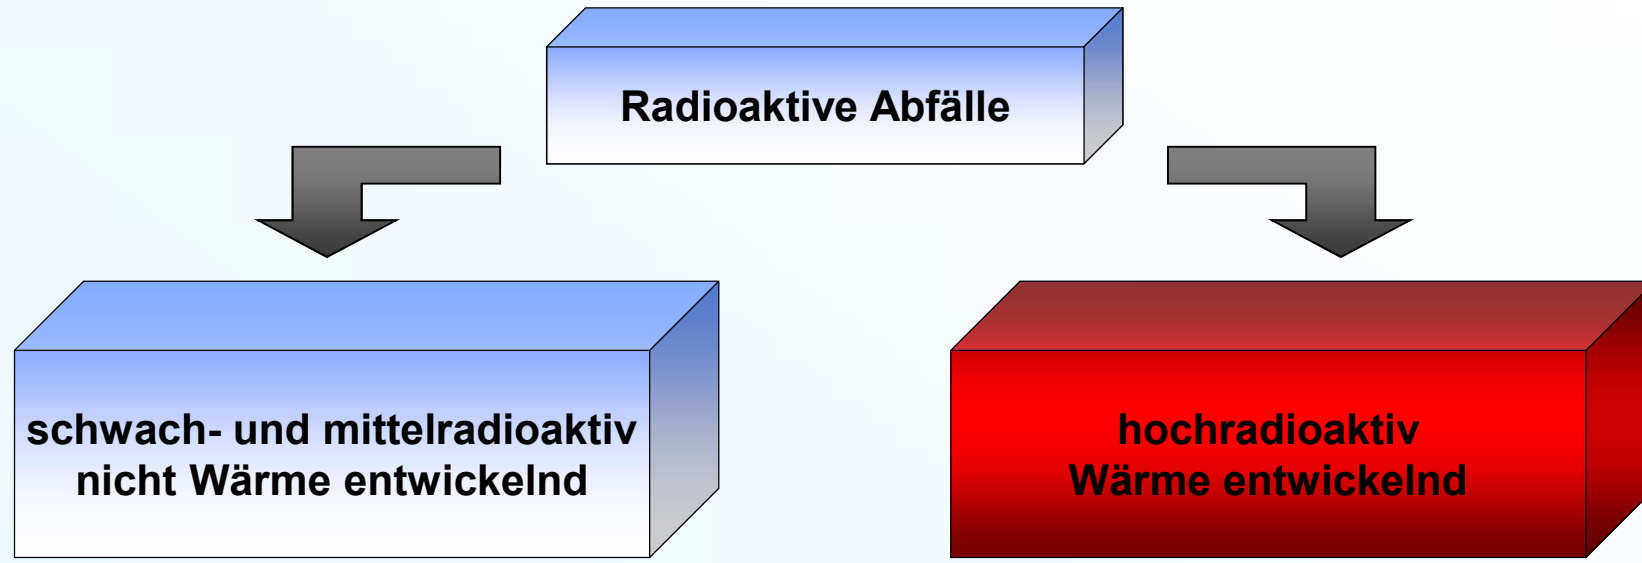 Radioaktive Abfälle
schwach- und mittelradioaktiv
nicht Wärme entwickelnd
hochradioaktiv
Wärme entwickelnd